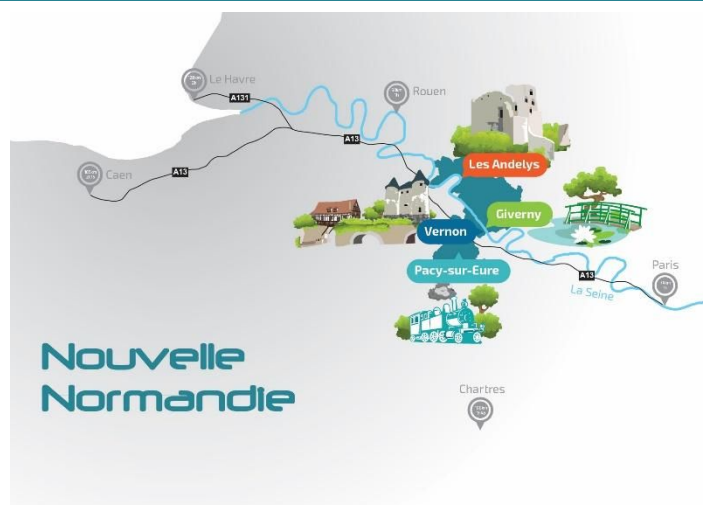 Le Havre
A131
Rouen
A13
Les Andelys
Caen
A13
Giverny
Vernon
Paris
Pacy-sur-Eure
A13
La Seine
Nouvelle
Normandie
Chartres